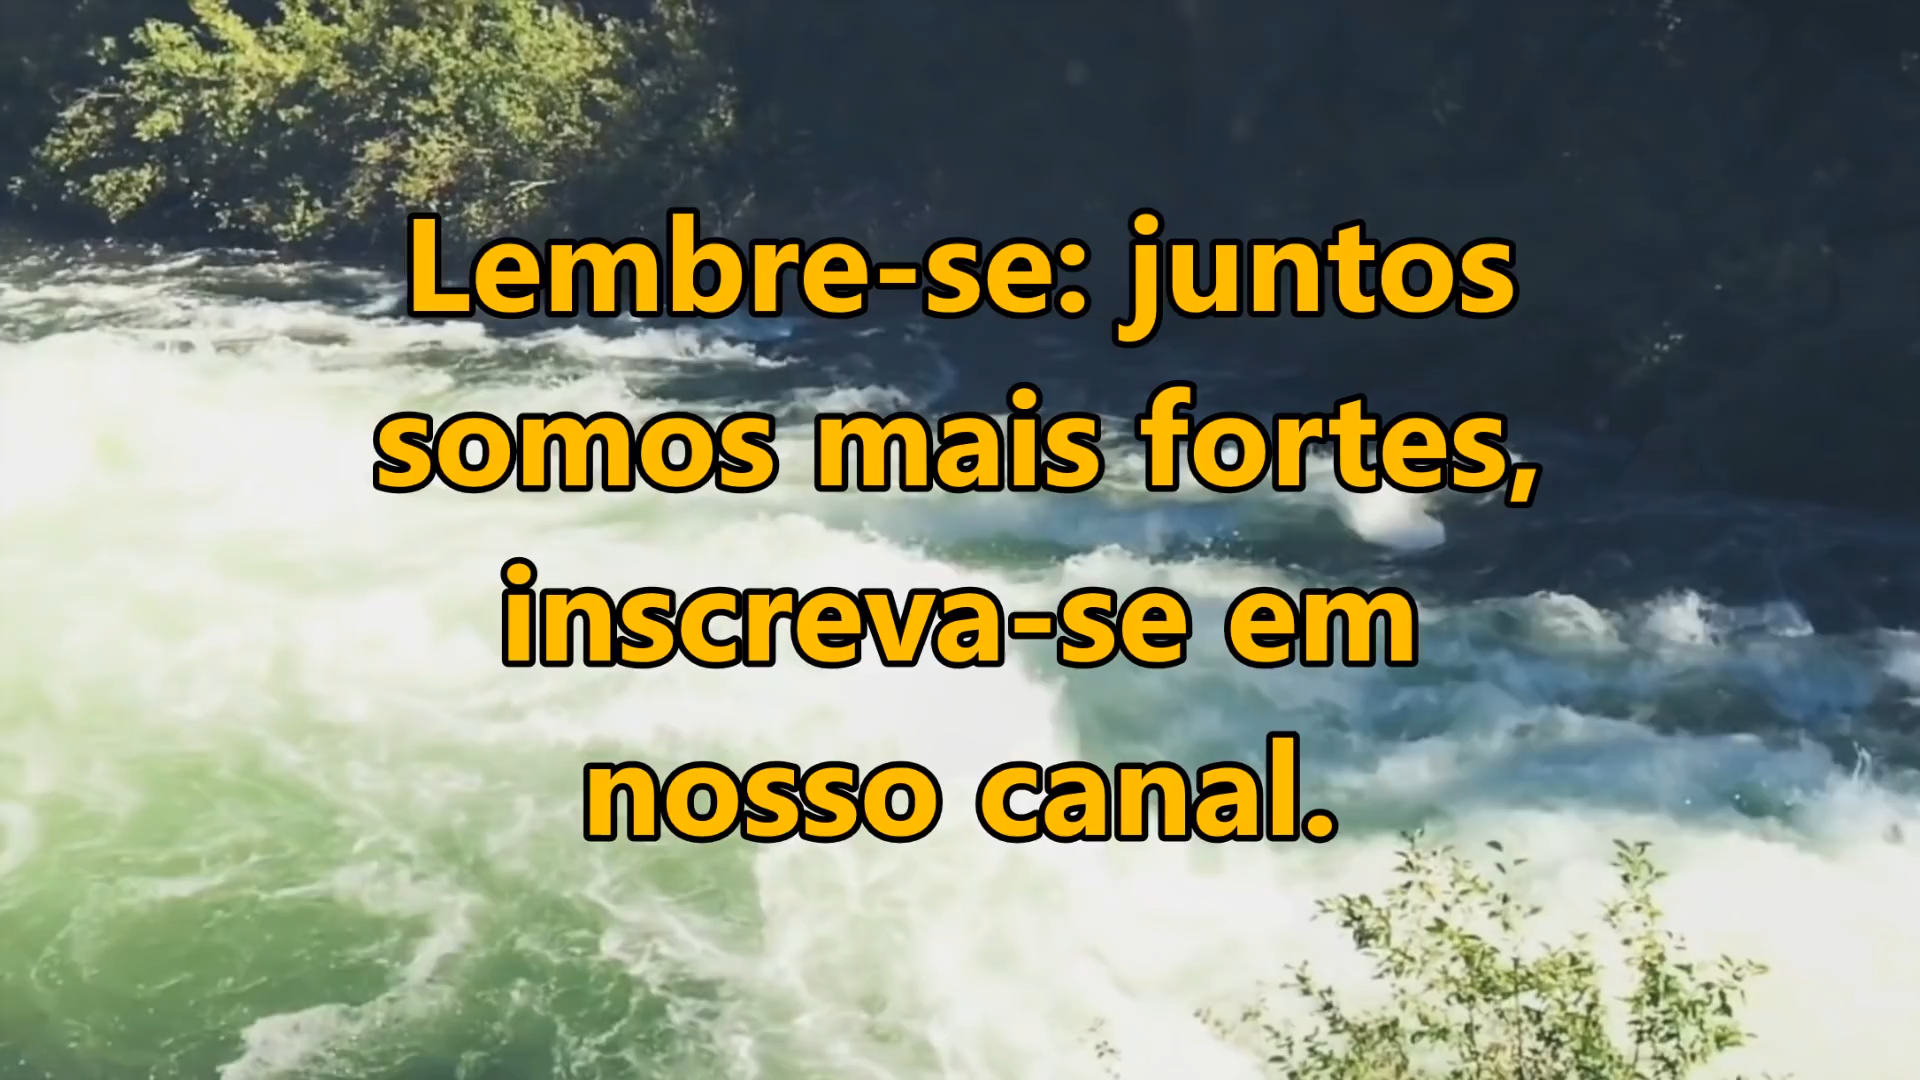 Lembre-se: juntos
somos mais fortes,
inscreva-se em
nosso canal.